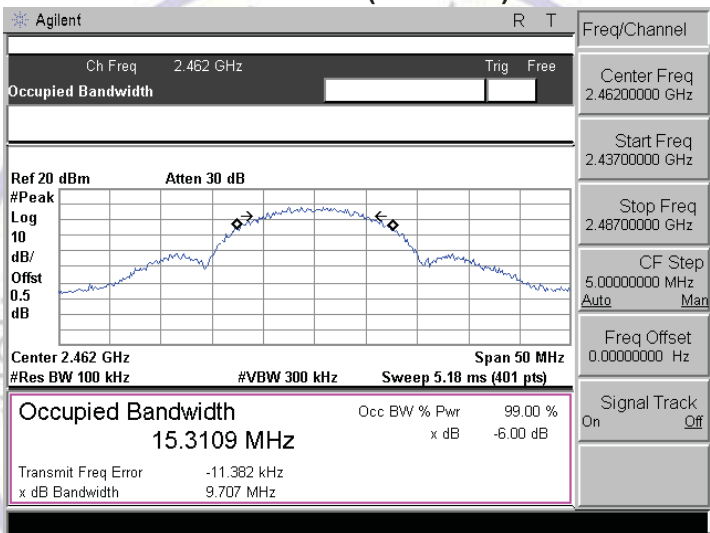 Agilent R T
Ch Freq 2.462 GHz Trig Free
Occupied Bandwidth
Ref 20 dBm Atten 30 dB
#Peak
Log
10
dB/
Offst
0.5
dB
Center 2.462 GHz Span 50 MHz
#Res BW 100 kHz #VBW 300 kHz Sweep 5.18 ms (401 pts)
Occupied Bandwidth Occ BW % Pwr 99.00 %
15.3109 MHz x dB -6.00 dB
Transmit Freq Error -11.382 kHz
x dB Bandwidth 9.707 MHz
Freq/Channel
Center Freq
2.46200000 GHz
Start Freq
2.43700000 GHz
Stop Freq
2.48700000 GHz
CF Step
5.00000000 MHz
Auto Man
Freq Offset
0.00000000 Hz
Signal Track
On Off